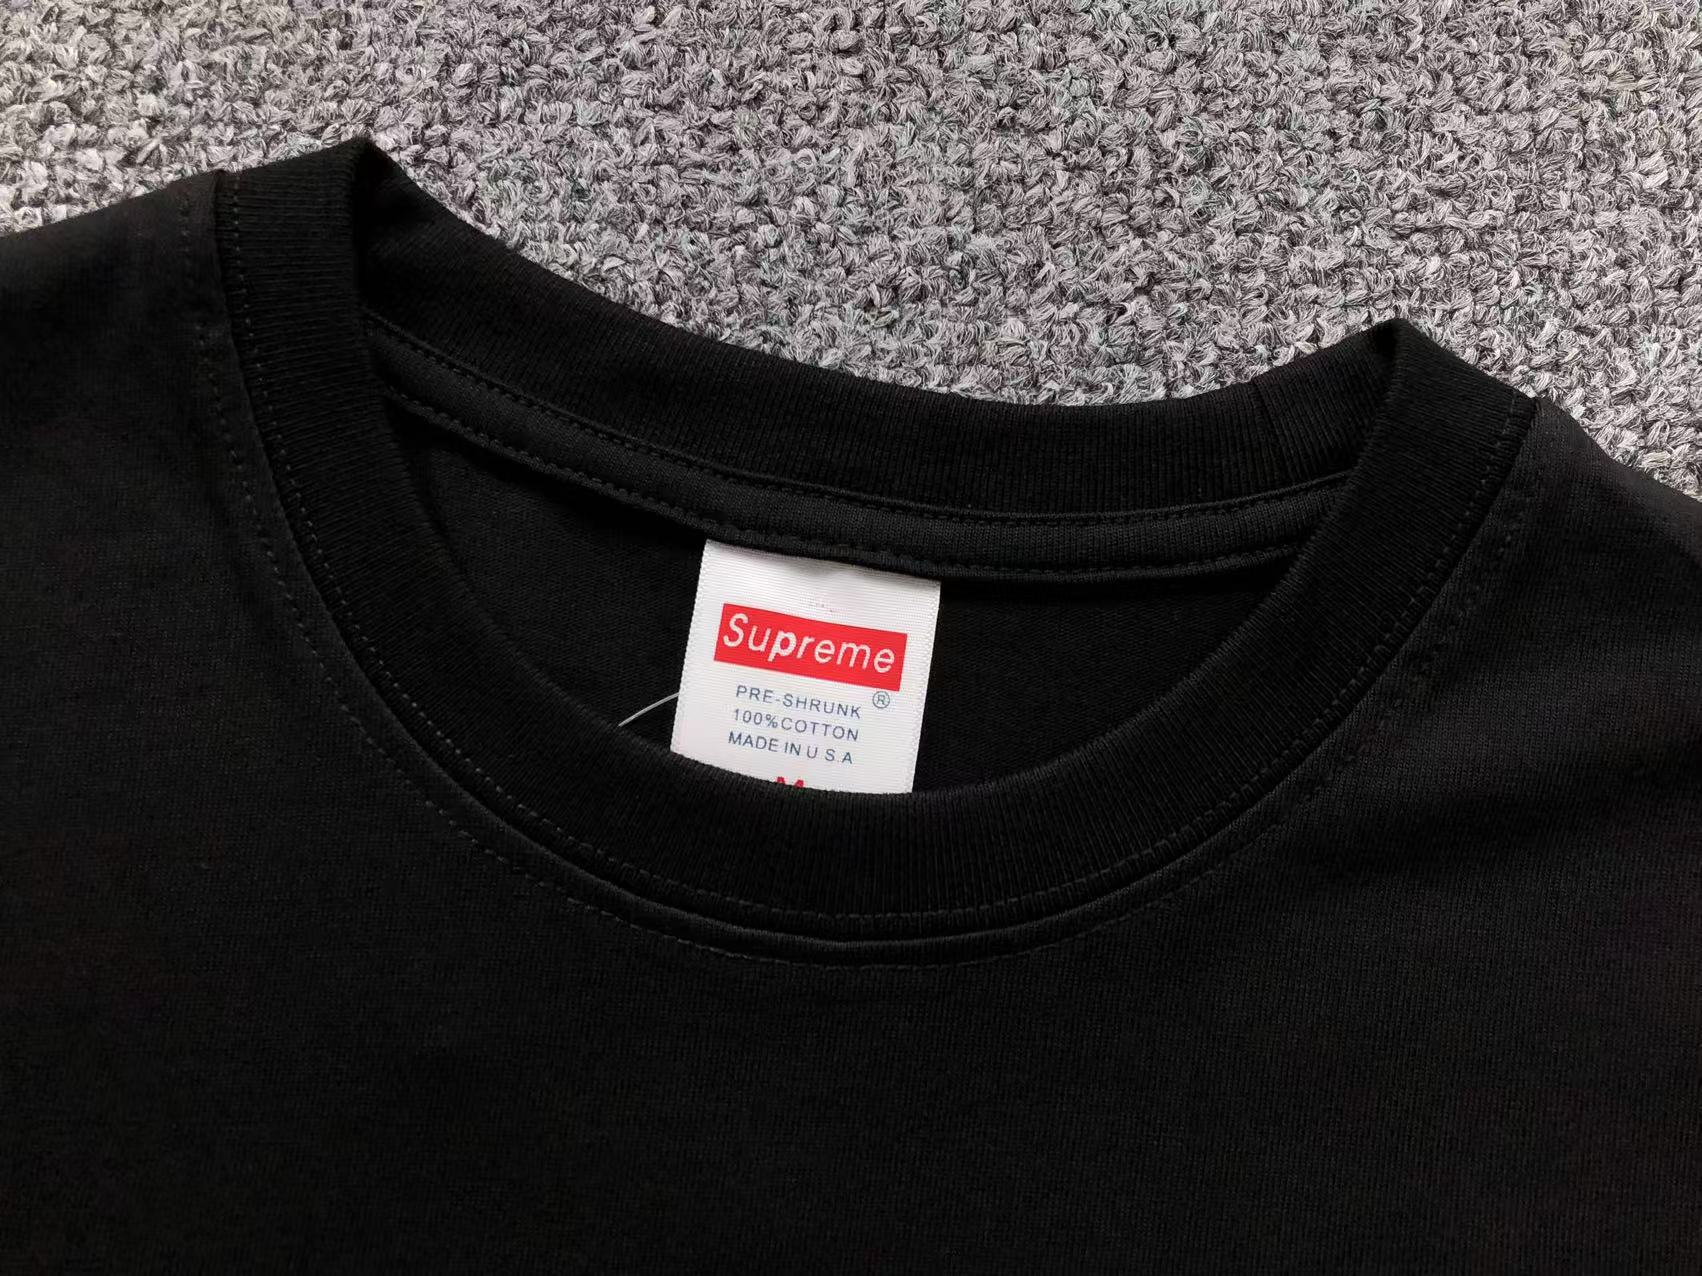 Supreme
®
PRE-SHRUNK
100%COTTON
MADE IN U.S.A